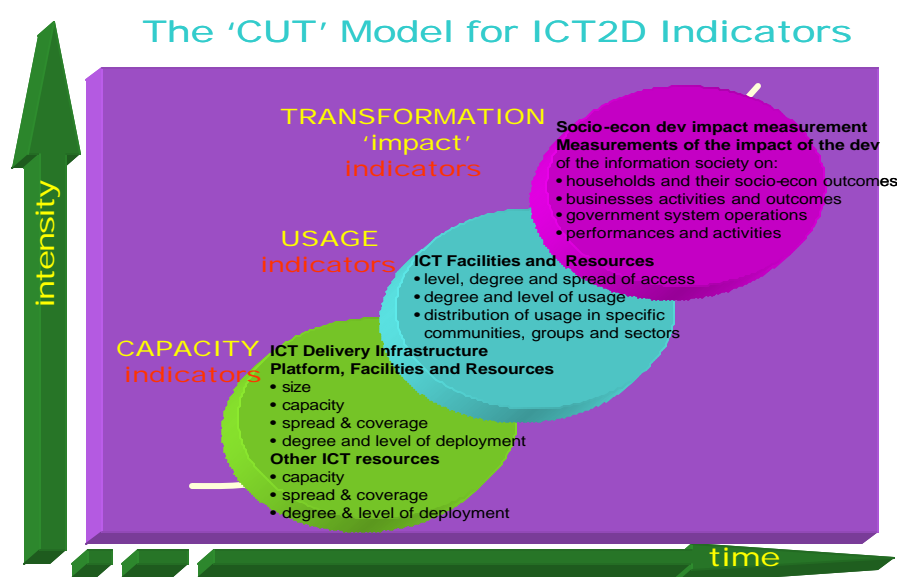 The ‘CUT’ Model for ICT2D Indicators
intensity
TRANSFORMATION
‘impact’
Indicators
Socio-econ dev impact measurement
Measurements of the impact of the dev
of the information society on:
• households and their socio-econ outcomes
• businesses activities and outcomes
• government system operations
• performances and activities
USAGE
Indicators
ICT Facilities and Resources
• level, degree and spread of access
• degree and level of usage
• distribution of usage in specific
communities, groups and sectors
CAPACITY
Indicators
ICT Delivery Infrastructure
Platform, Facilities and Resources
• size
• capacity
• spread & coverage
• degree and level of deployment
Other ICT resources
• capacity
• spread & coverage
• degree & level of deployment
time